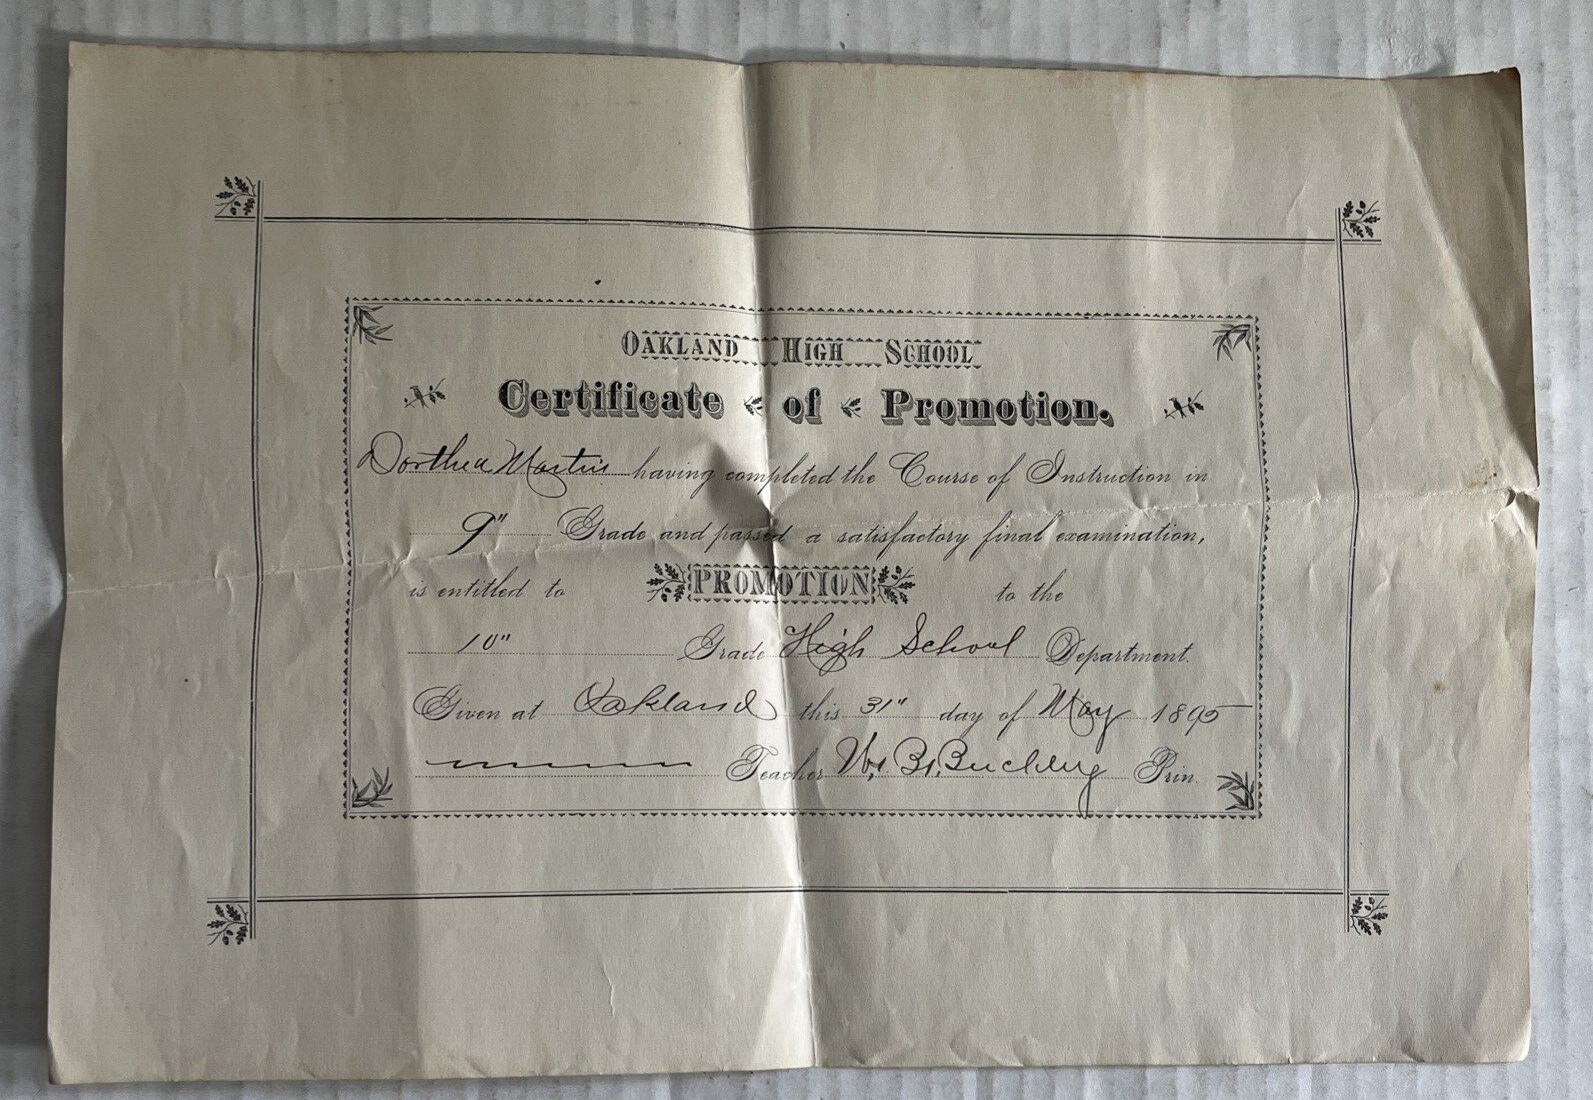 OAKLAND HIGH SCHOOL
Certificate of Promotion.
Dorthea Martin having completed the Course of Instruction in
9" Grade and passed a satisfactory final examination,
is entitled to PROMOTION to the
10" Grade High School Department.
Given at Oakland this 31" day of May 1895
Teacher W. Prin.